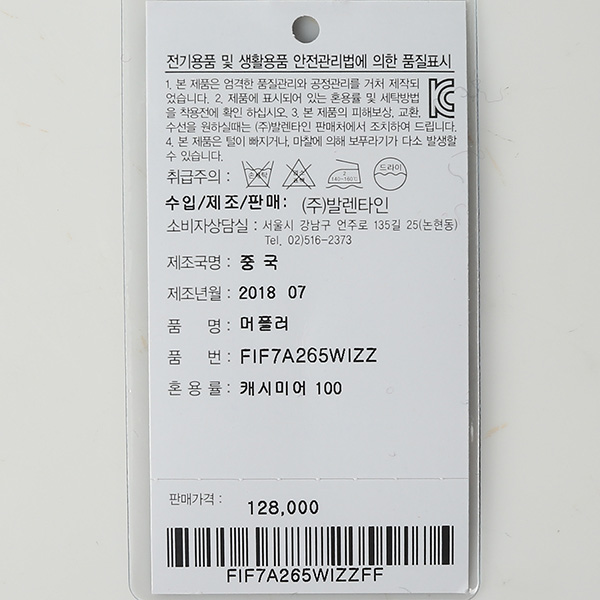 전기용품 및 생활용품 안전관리법에 의한 품질표시
1. 본 제품은 엄격한 품질관리와 공정관리를 거쳐 제작되
었습니다. 2. 제품에 표시되어 있는 혼용률 및 세탁방법
을 착용전에 확인 하십시오. 3. 본 제품의 피해보상, 교환,
수선을 원하실때는 (주)발렌타인 판매처에서 조치하여 드립니다.
4. 본 제품은 털이 빠지거나, 마찰에 의해 보푸라기가 다소 발생할
수 있습니다.
취급주의 : 드라이
수입/제조/판매: (주)발렌타인
소비자상담실 : 서울시 강남구 언주로 135길 25(논현동)
Tel. 02)516-2373
제조국명 : 중 국
제조년월 : 2018 07
품 명 : 머플러
품 번 : FIF7A265WIZZ
혼 용 률 : 캐시미어 100
판매가격 : 128,000
FIF7A265WIZZFF